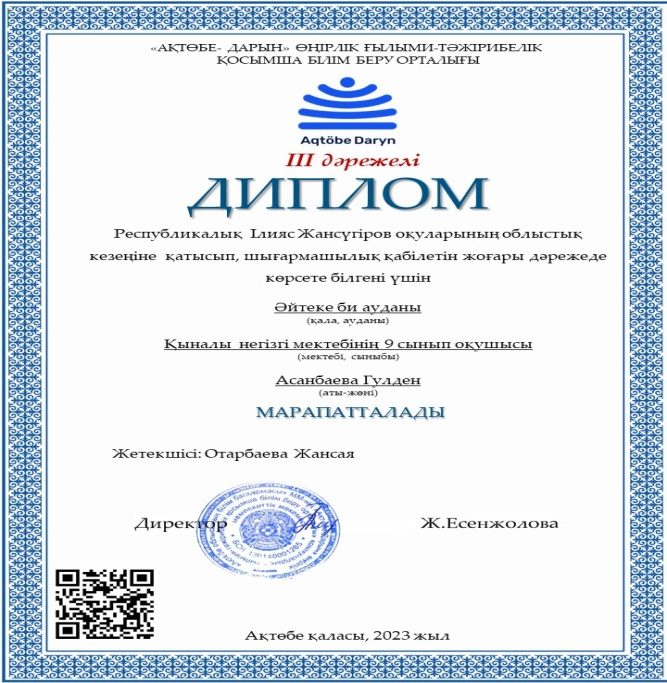 «АҚТӨБЕ- ДАРЫН» ӨҢІРЛІК ҒЫЛЫМИ-ТӘЖІРИБЕЛІК
ҚОСЫМША БІЛІМ БЕРУ ОРТАЛЫҒЫ
Aqtöbe Daryn
III дәрежелі
ДИПЛОМ
Республикалық Ілияс Жансүгіров оқуларының облыстық
кезеңіне қатысып, шығармашылық қабілетін жоғары дәрежеде
көрсете білгені үшін
Әйтеке би ауданы
(қала, ауданы)
Қыналы негізгі мектебінің 9 сынып оқушысы
(мектебі, сыныбы)
Асанбаева Гулден
(аты-жөні)
МАРАПАТТАЛАДЫ
Жетекшісі: Отарбаева Жансая
Директор Ж.Есенжолова
Ақтөбе қаласы, 2023 жыл